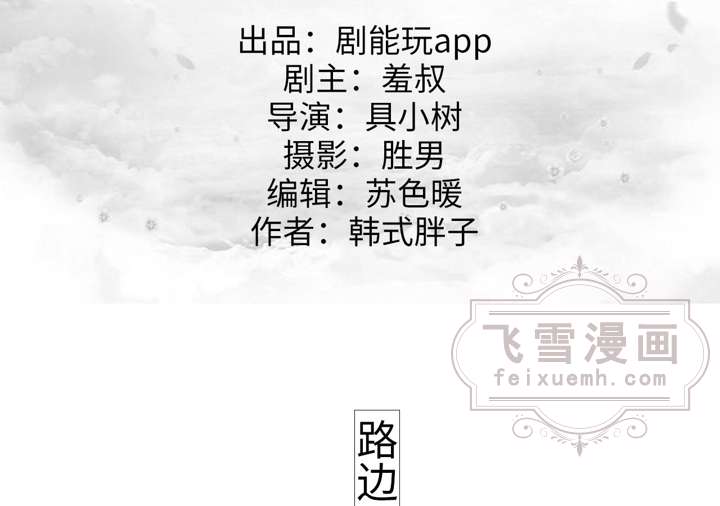 出品：剧能玩app
剧主：羞叔
导演：具小树
摄影：胜男
编辑：苏色暖
作者：韩式胖子
飞雪漫画
feixuemh.com
路边